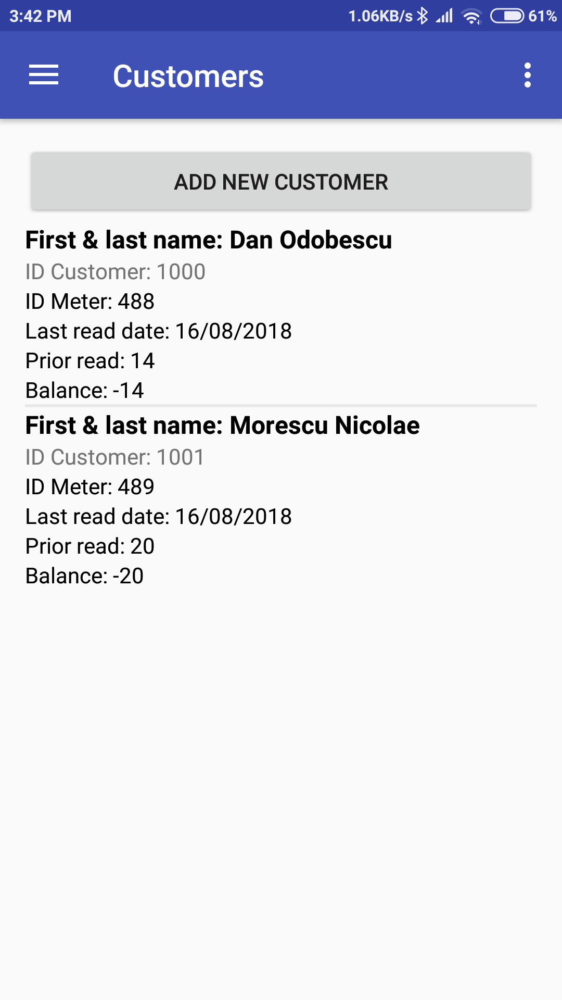 3:42 PM 1.06KB/s 61%
Customers
ADD NEW CUSTOMER
First & last name: Dan Odobescu
ID Customer: 1000
ID Meter: 488
Last read date: 16/08/2018
Prior read: 14
Balance: -14
First & last name: Morescu Nicolae
ID Customer: 1001
ID Meter: 489
Last read date: 16/08/2018
Prior read: 20
Balance: -20